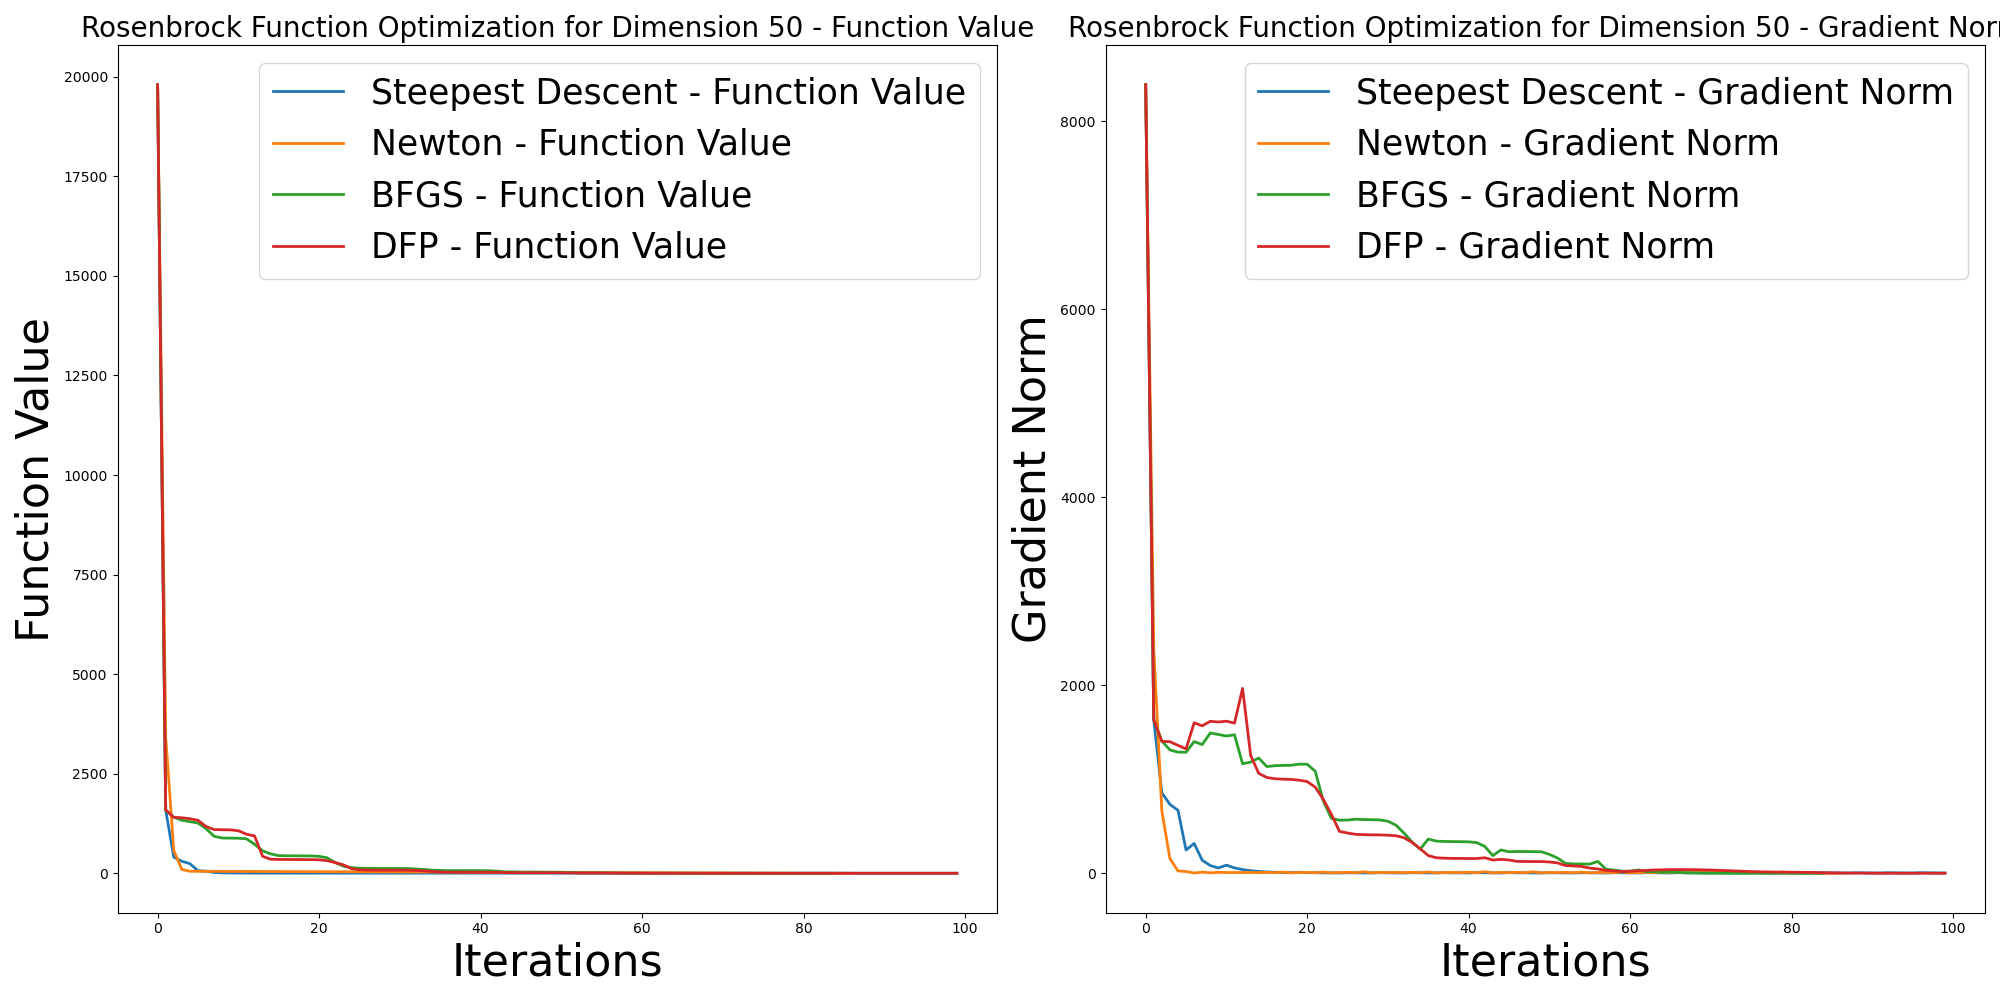 Rosenbrock Function Optimization for Dimension 50 - Function Value
20000
17500
15000
12500
10000
7500
5000
2500
0
Function Value
Steepest Descent - Function Value
Newton - Function Value
BFGS - Function Value
DFP - Function Value
0 20 40 60 80 100
Iterations
Rosenbrock Function Optimization for Dimension 50 - Gradient Nor
8000
6000
4000
2000
0
Gradient Norm
Steepest Descent - Gradient Norm
Newton - Gradient Norm
BFGS - Gradient Norm
DFP - Gradient Norm
0 20 40 60 80 100
Iterations